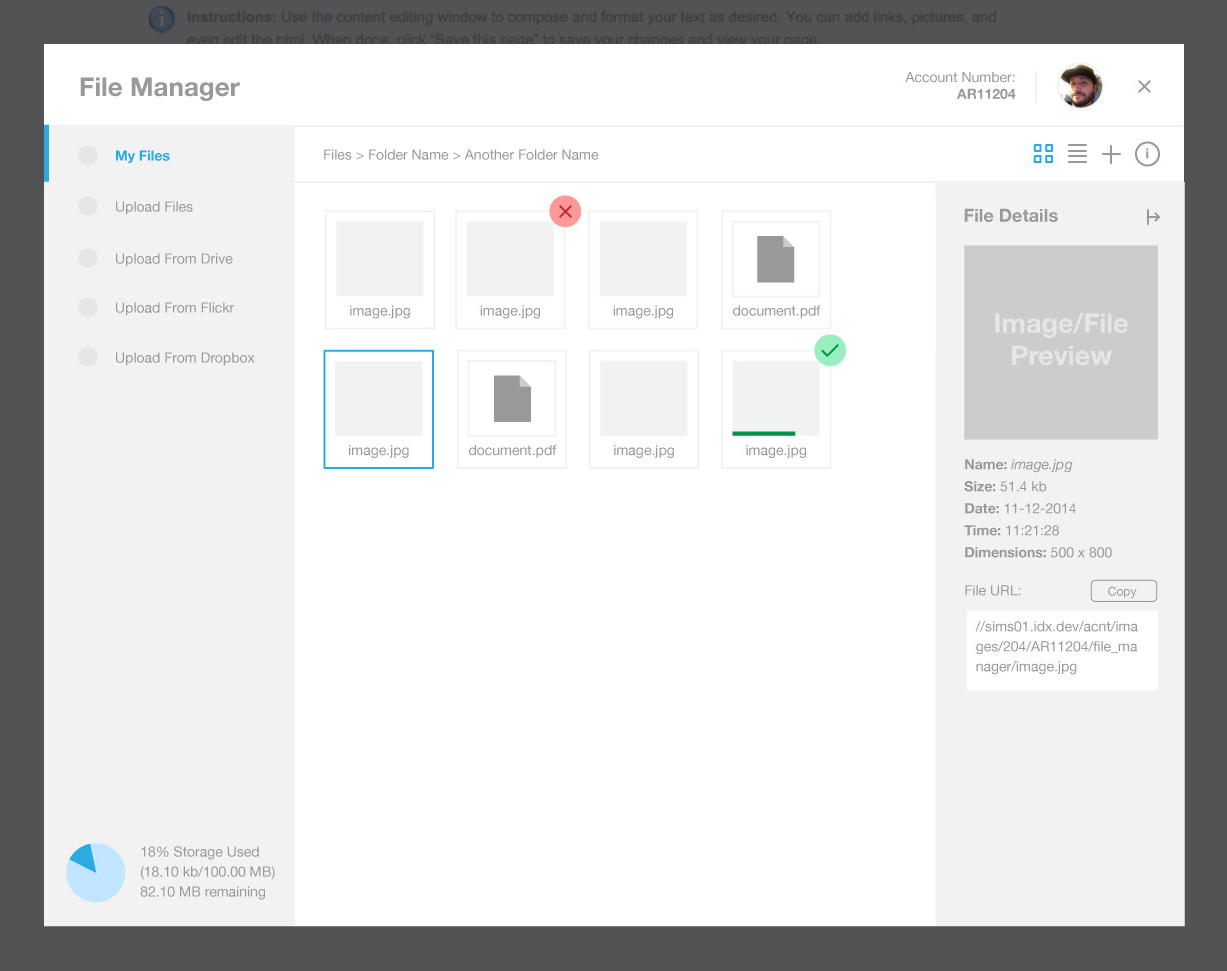 Instructions: Use the content editing window to compose and format your text as desired. You can add links, pictures, and
even edit the html. When done, click "Save this page" to save your changes and view your page.
File Manager
Account Number:
AR11204
My Files
Upload Files
Upload From Drive
Upload From Flickr
Upload From Dropbox
Files > Folder Name > Another Folder Name
image.jpg
image.jpg
image.jpg
document.pdf
image.jpg
document.pdf
image.jpg
image.jpg
File Details
Image/File
Preview
Name: image.jpg
Size: 51.4 kb
Date: 11-12-2014
Time: 11:21:28
Dimensions: 500 x 800
File URL:
Copy
//sims01.idx.dev/acnt/ima
ges/204/AR11204/file_ma
nager/image.jpg
18% Storage Used
(18.10 kb/100.00 MB)
82.10 MB remaining